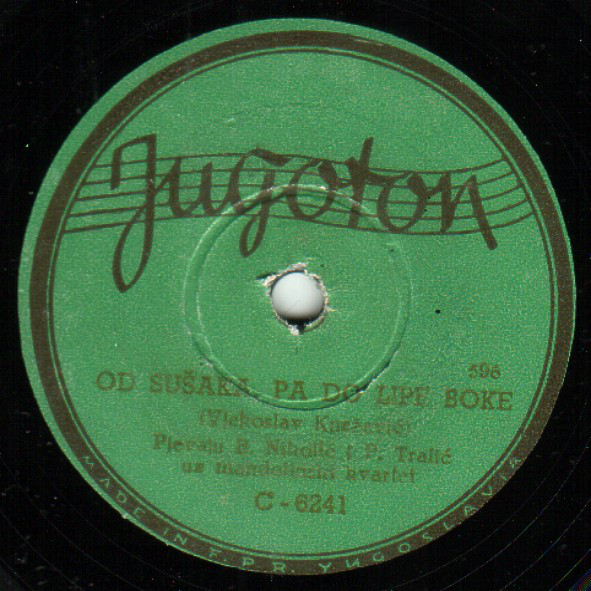 Jugoton
596
OD SUŠAKA, PA DO LIPE BOKE
(Vjekoslav Knežević)
Pjevaju B. Nikolić i P. Tralić
uz mandolinski kvartet
C-6241
MADE IN F.P.R. YUGOSLAVIA